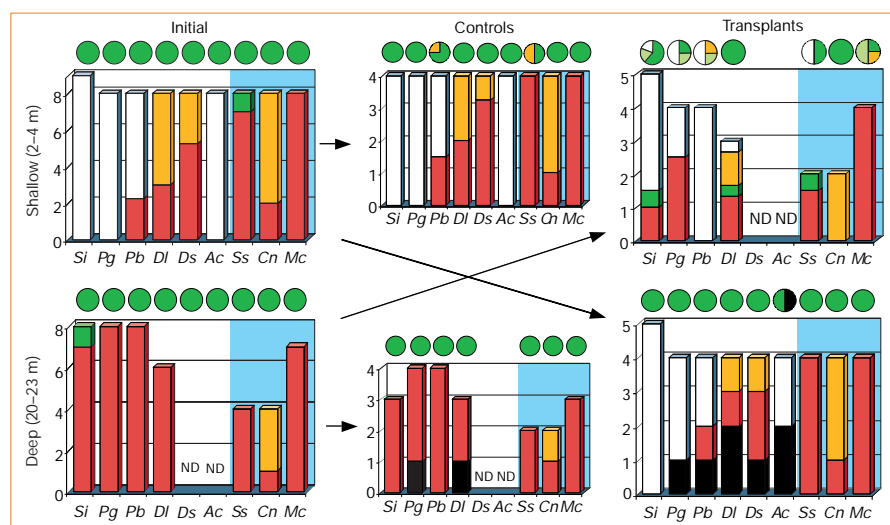 Initial
Controls
Transplants
Shallow (2–4 m)
8
6
4
2
0
Si Pg Pb Dl Ds Ac Ss Cn Mc
4
3
2
1
0
Si Pg Pb Dl Ds Ac Ss Cn Mc
5
4
3
2
1
0
ND ND
Si Pg Pb Dl Ds Ac Ss Cn Mc
Deep (20–23 m)
8
6
4
2
0
ND ND
Si Pg Pb Dl Ds Ac Ss Cn Mc
4
3
2
1
0
ND ND
Si Pg Pb Dl Ds Ac Ss Cn Mc
5
4
3
2
1
0
Si Pg Pb Dl Ds Ac Ss Cn Mc